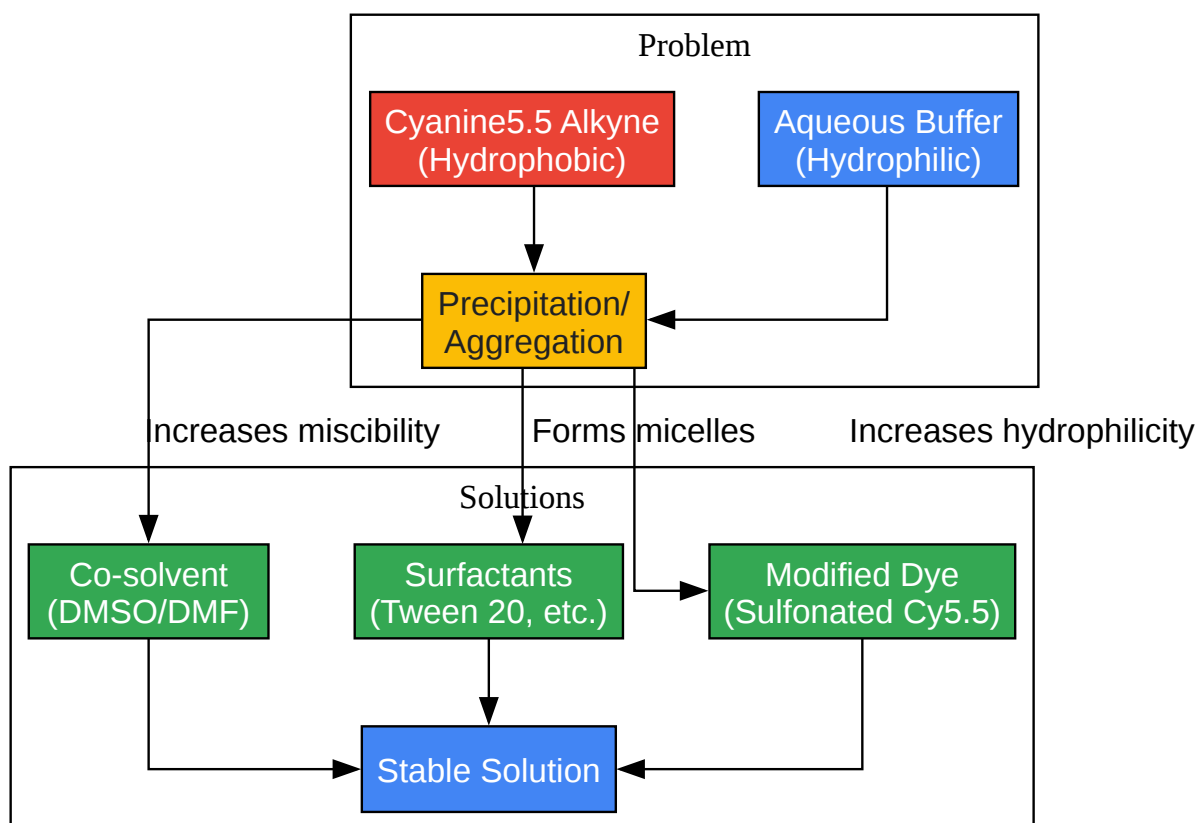 Problem
Cyanine5.5 Alkyne
(Hydrophobic)
Aqueous Buffer
(Hydrophilic)
Precipitation/
Aggregation
Increases miscibility
Forms micelles
Increases hydrophilicity
Solutions
Co-solvent
(DMSO/DMF)
Surfactants
(Tween 20, etc.)
Modified Dye
(Sulfonated Cy5.5)
Stable Solution